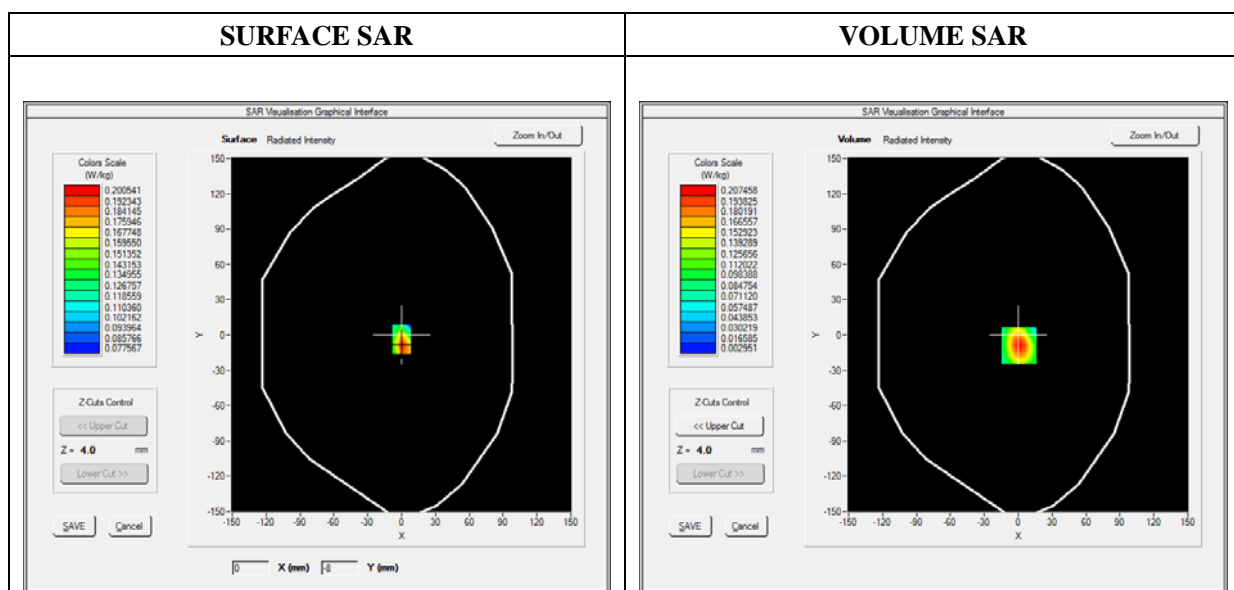 SURFACE SAR
VOLUME SAR
SAR Visualisation Graphical Interface
Surface Radiated Intensity
Zoom In/Out
Colors Scale
(W/kg)
0.200541
0.192343
0.184145
0.175946
0.167748
0.159550
0.151352
0.143153
0.134955
0.126757
0.118559
0.110360
0.102162
0.093964
0.085766
0.077567
Z-Cuts Control
<< Upper Cut
Z = 4.0 mm
Lower Cut >>
SAVE Cancel
150
120
90
60
30
0
-30
-60
-90
-120
-150
Y
-150 -120 -90 -60 -30 0 30 60 90 120 150
X
0 X (mm) -8 Y (mm)
SAR Visualisation Graphical Interface
Volume Radiated Intensity
Zoom In/Out
Colors Scale
(W/kg)
0.207458
0.193825
0.180191
0.166557
0.152923
0.139289
0.125656
0.112022
0.098388
0.084754
0.071120
0.057487
0.043853
0.030219
0.016585
0.002951
Z-Cuts Control
<< Upper Cut
Z = 4.0 mm
Lower Cut >>
SAVE Cancel
150
120
90
60
30
0
-30
-60
-90
-120
-150
Y
-150 -120 -90 -60 -30 0 30 60 90 120 150
X